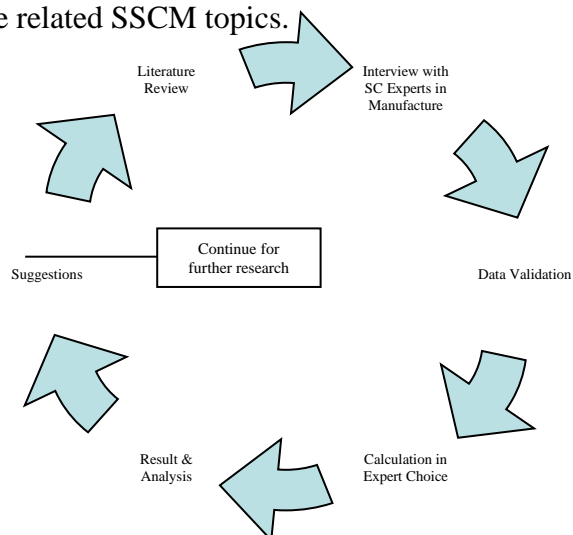 e related SSCM topics.
Literature
Review
Interview with
SC Experts in
Manufacture
Continue for
further research
Suggestions
Data Validation
Result &
Analysis
Calculation in
Expert Choice